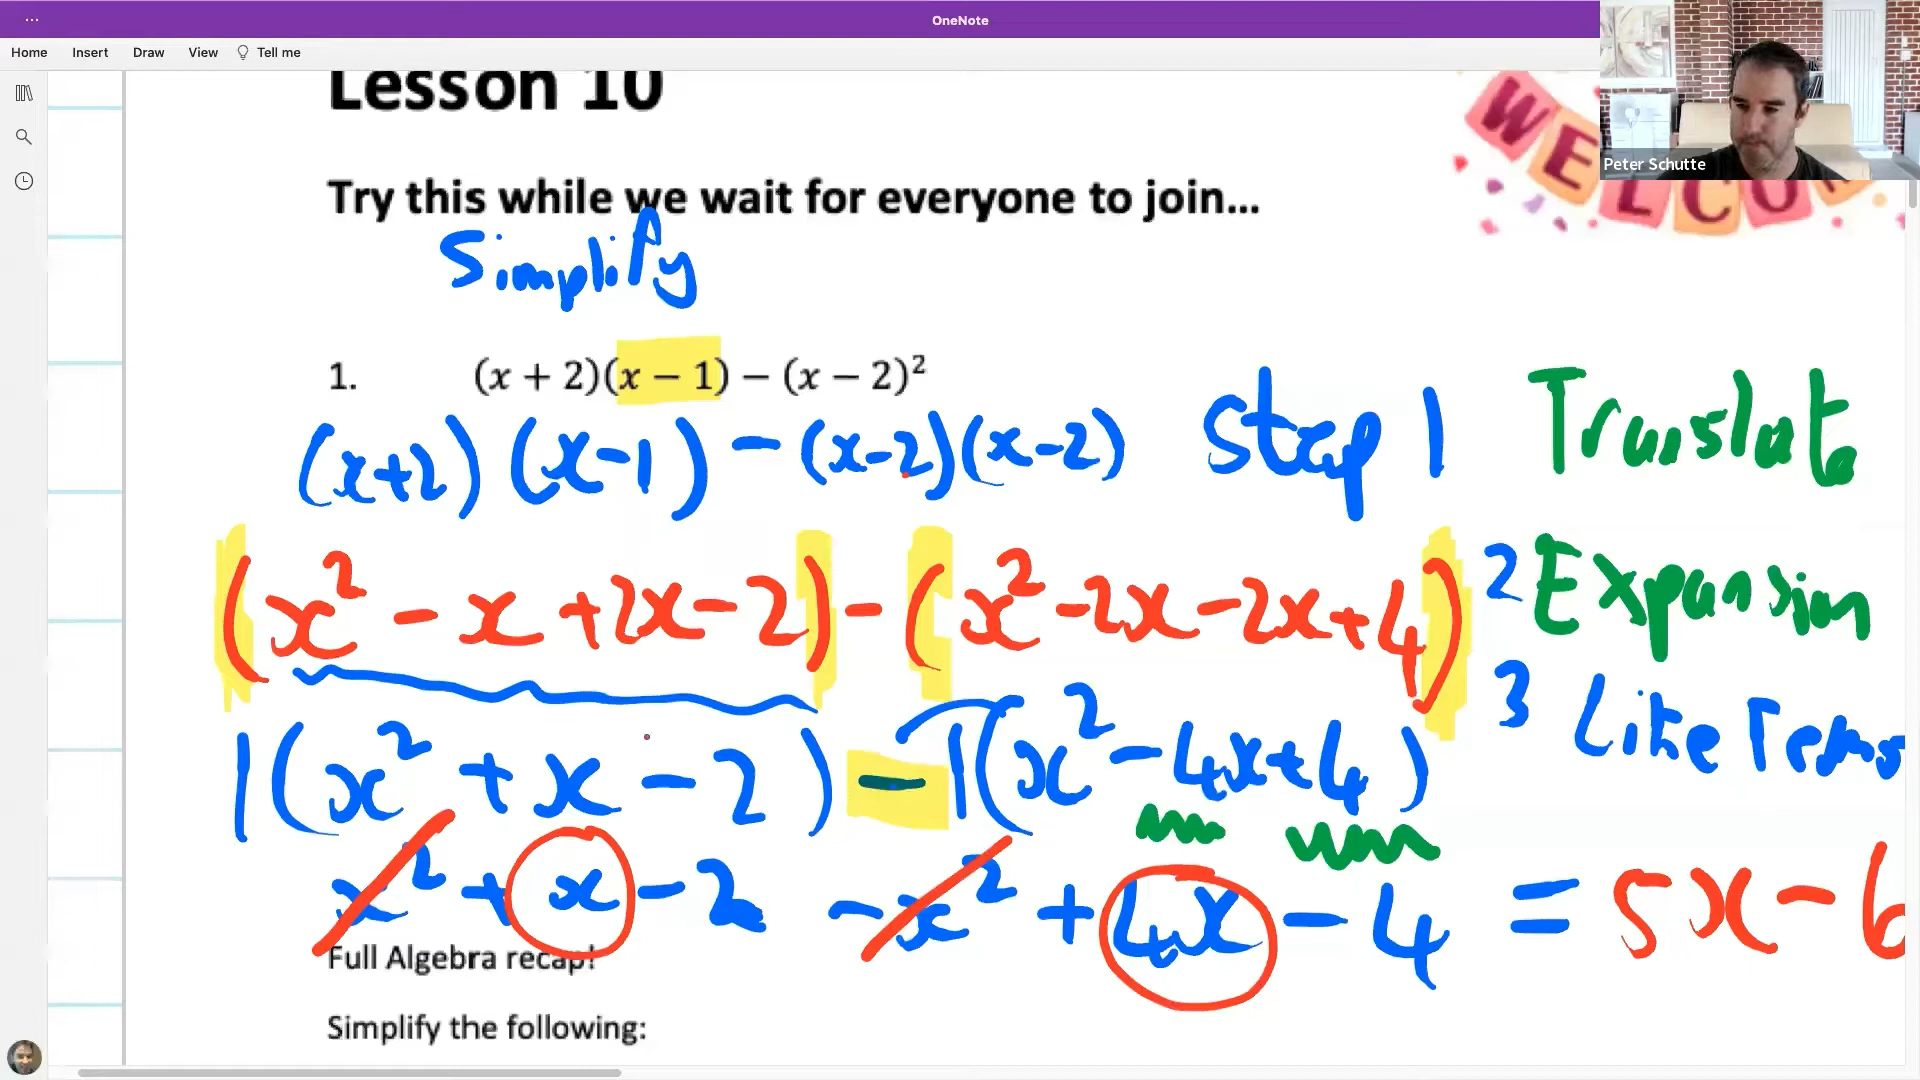 OneNote
Home Insert Draw View Tell me
Peter Schutte
Lesson 10
WELCO
Try this while we wait for everyone to join...
Simplify
1. (x + 2)(x − 1) − (x − 2)²
(x+2) (x-1) - (x-2)(x-2) Step 1 Translate
(x² - x + 2x - 2) - (x² - 2x - 2x + 4) 2 Expansion
3 Like Terms
1(x² + x - 2) - 1(x² - 4x + 4)
x² + x - 2 - x² + 4x - 4 = 5x - 6
Full Algebra recap!
Simplify the following: